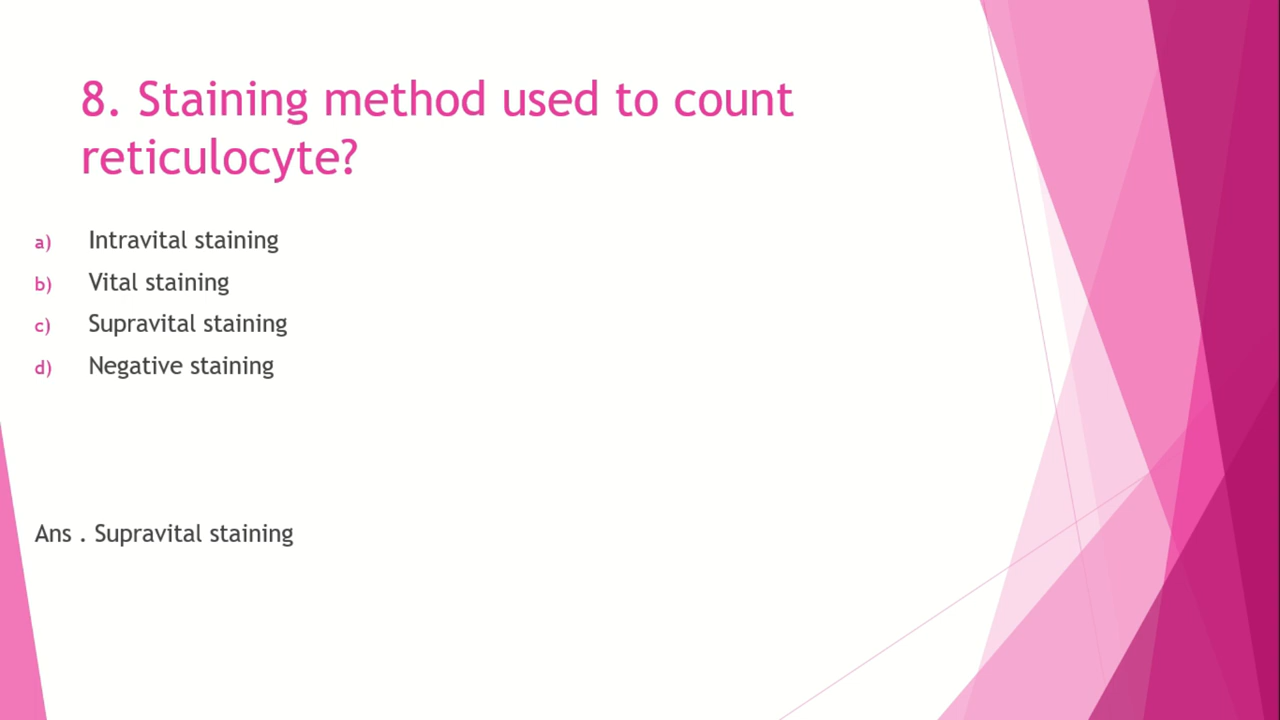 8. Staining method used to count
reticulocyte?
a) Intravital staining
b) Vital staining
c) Supravital staining
d) Negative staining
Ans . Supravital staining